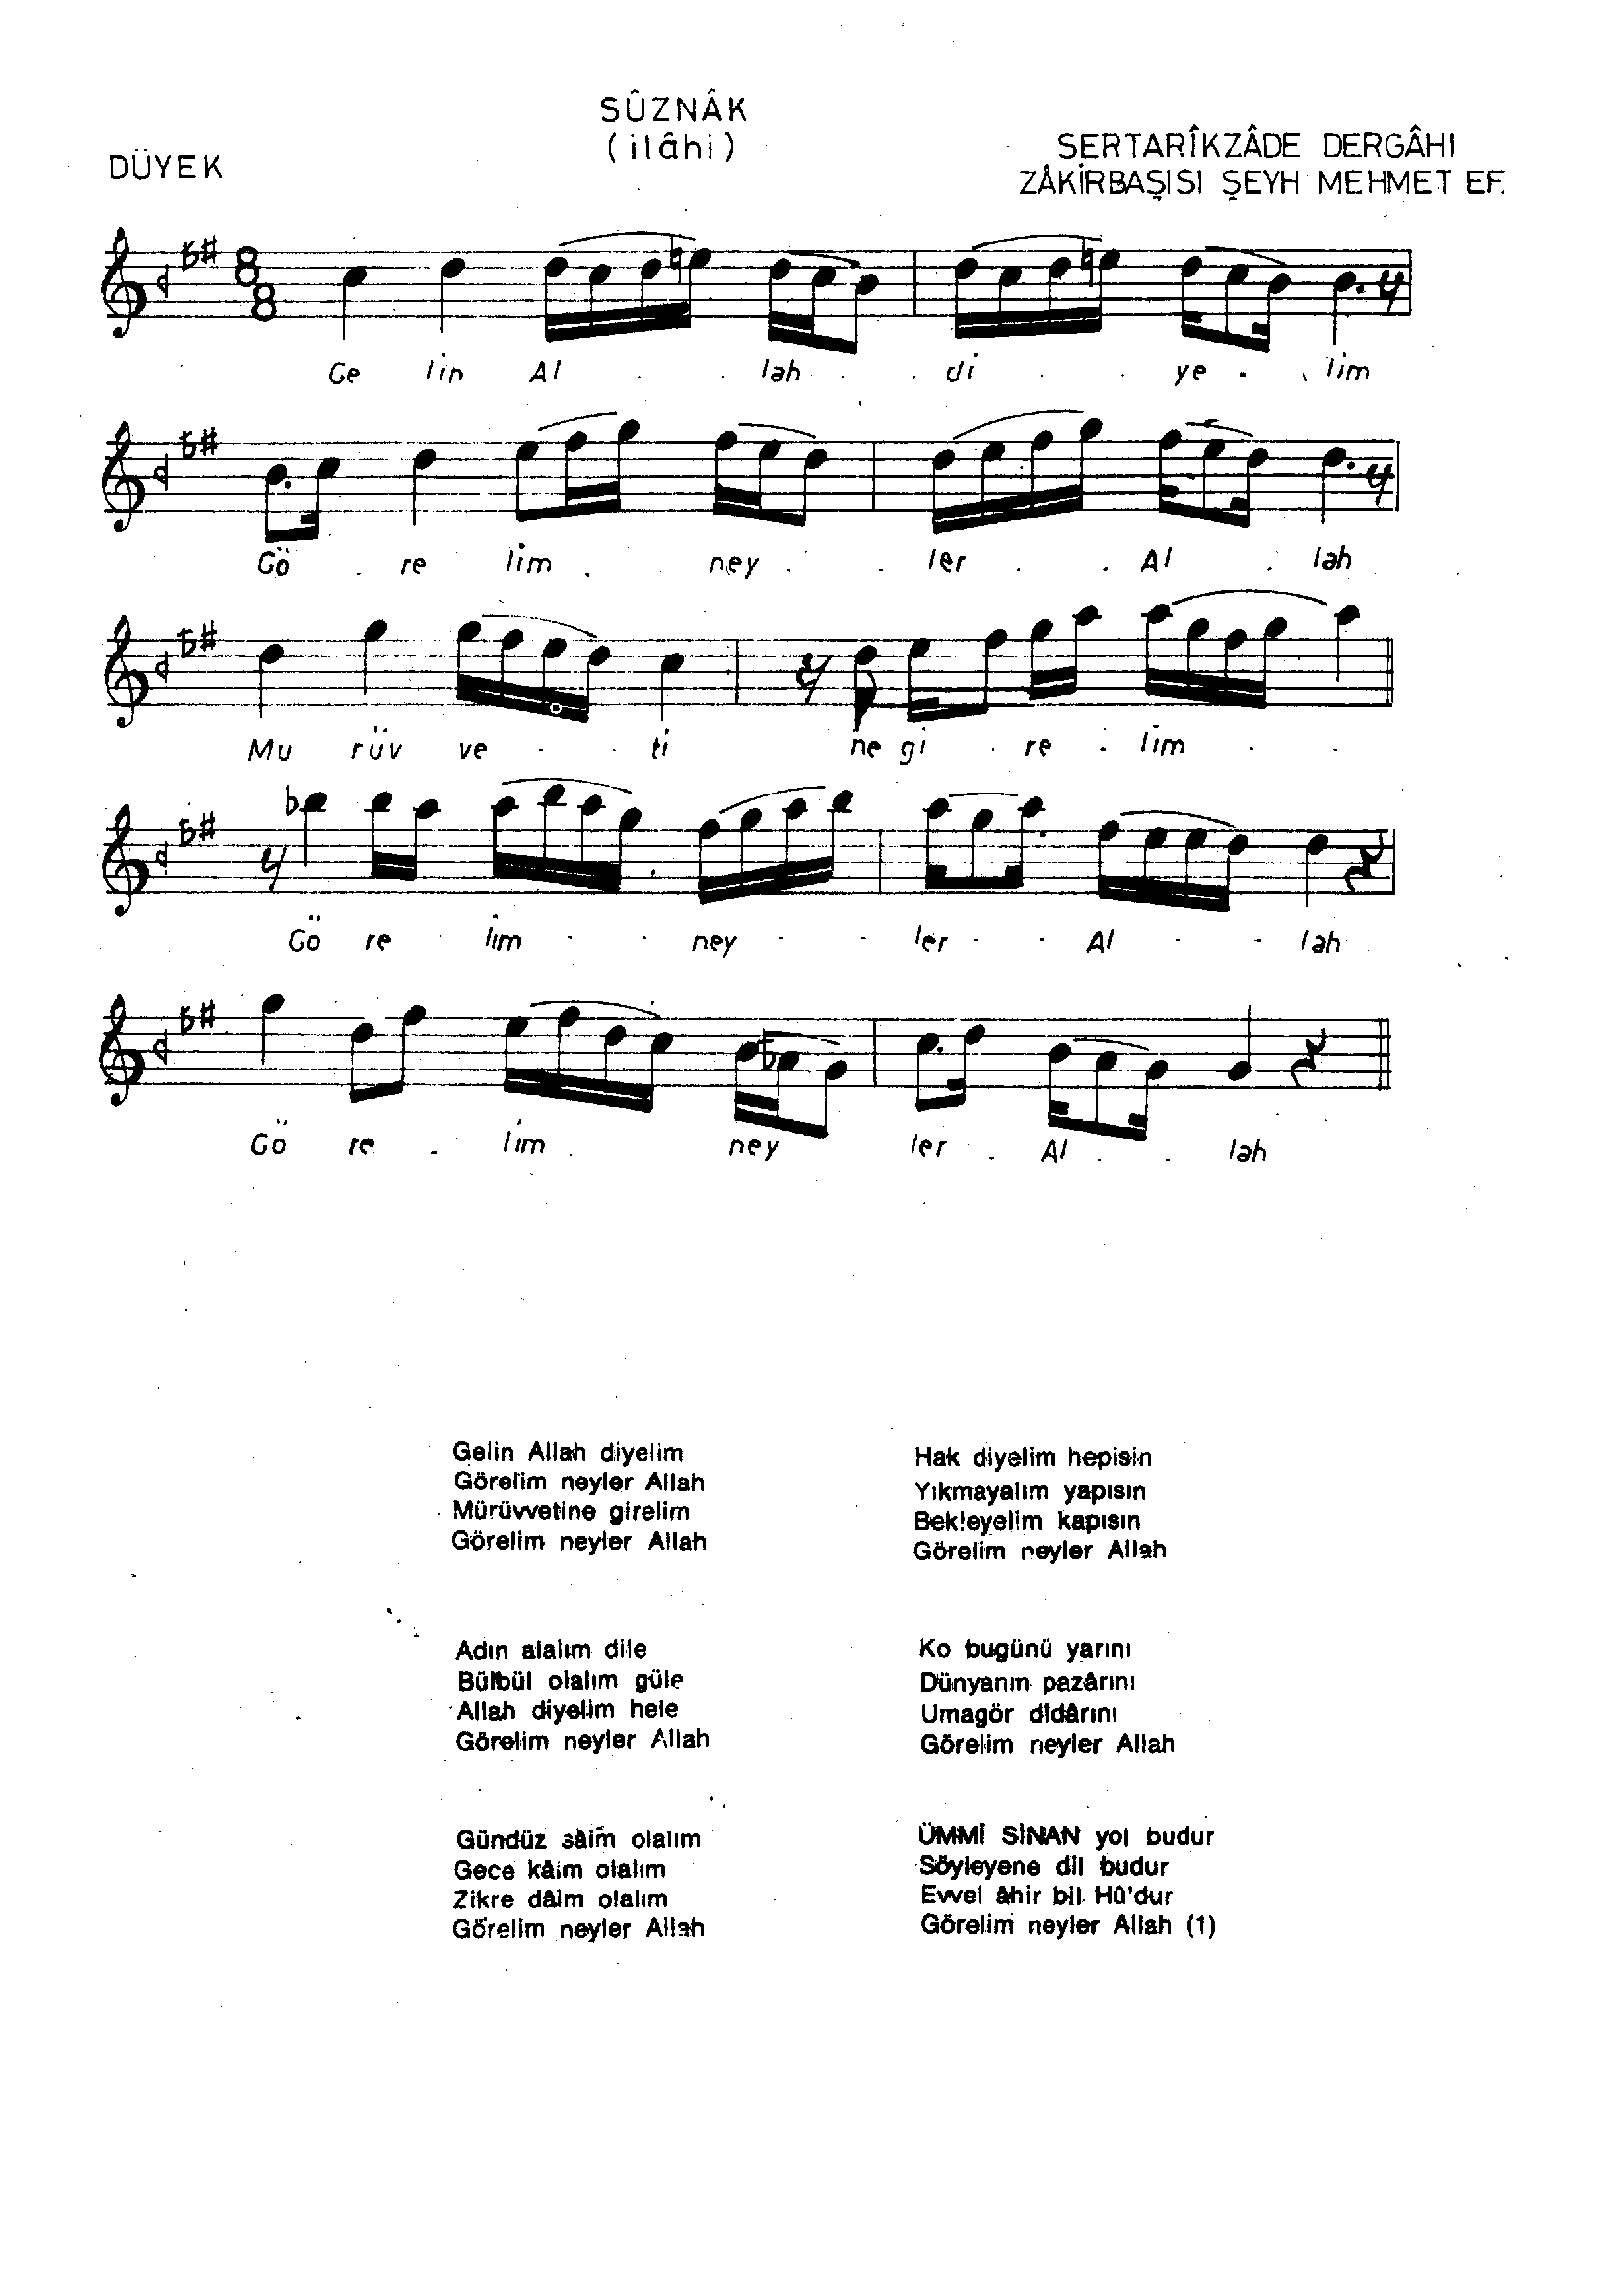 SÛZNÂK
(ilâhi)
DÜYEK
SERTARÎKZÂDE DERGÂHI
ZÂKİRBAŞISI ŞEYH MEHMET EF.
8
8
Ge lin Al . . lah . . di . . ye . . lim
Gö . re lim . ney . . ler . . Al . lah
Mu rüv ve - - ti ne gi . re . lim - -
Gö re - lim - - ney - - ler - - Al - - lah
Gö re . lim . ney ler . Al . . lah
Gelin Allah diyelim
Görelim neyler Allah
Mürüvvetine girelim
Görelim neyler Allah
Adın alalım dile
Bülbül olalım güle
Allah diyelim hele
Görelim neyler Allah
Gündüz sâim olalım
Gece kâim olalım
Zikre dâim olalım
Görelim neyler Allah
Hak diyelim hepisin
Yıkmayalım yapısın
Bekleyelim kapısın
Görelim neyler Allah
Ko bugünü yarını
Dünyanın pazârını
Umagör dîdârını
Görelim neyler Allah
ÜMMİ SİNAN yol budur
Söyleyene dil budur
Evvel âhir bil Hû'dur
Görelim neyler Allah (1)